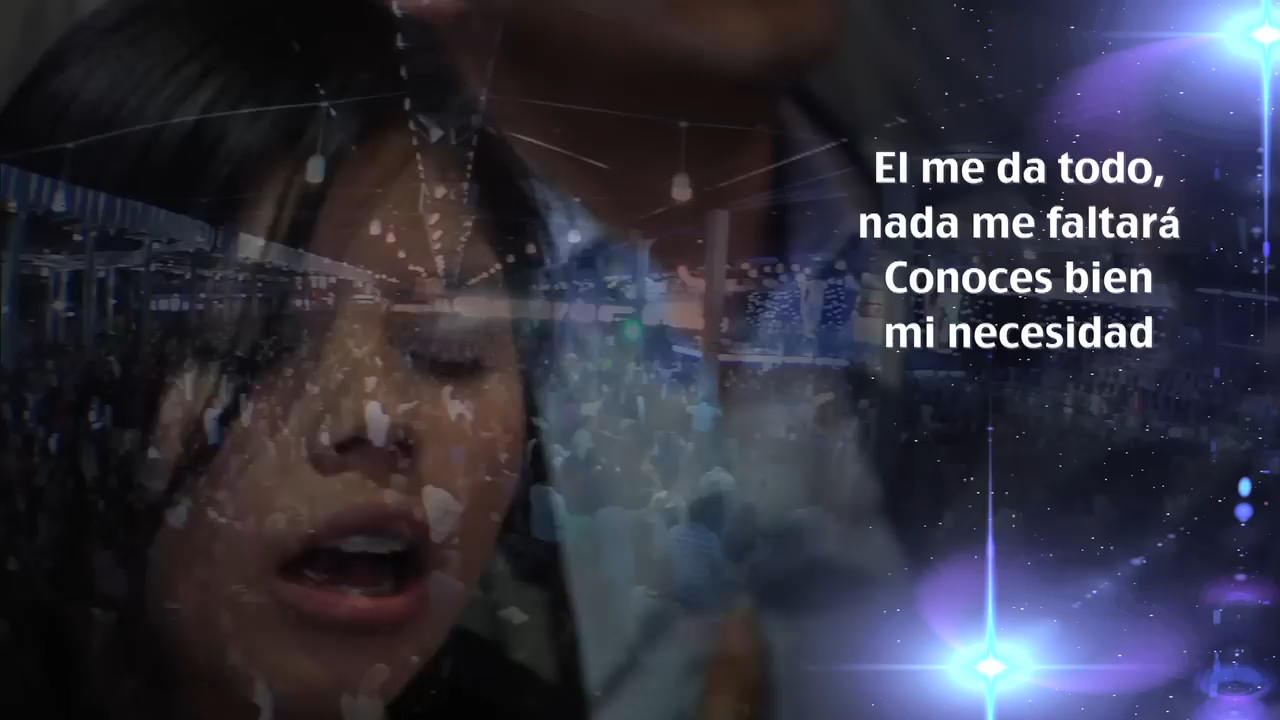 El me da todo,
nada me faltará
Conoces bien
mi necesidad